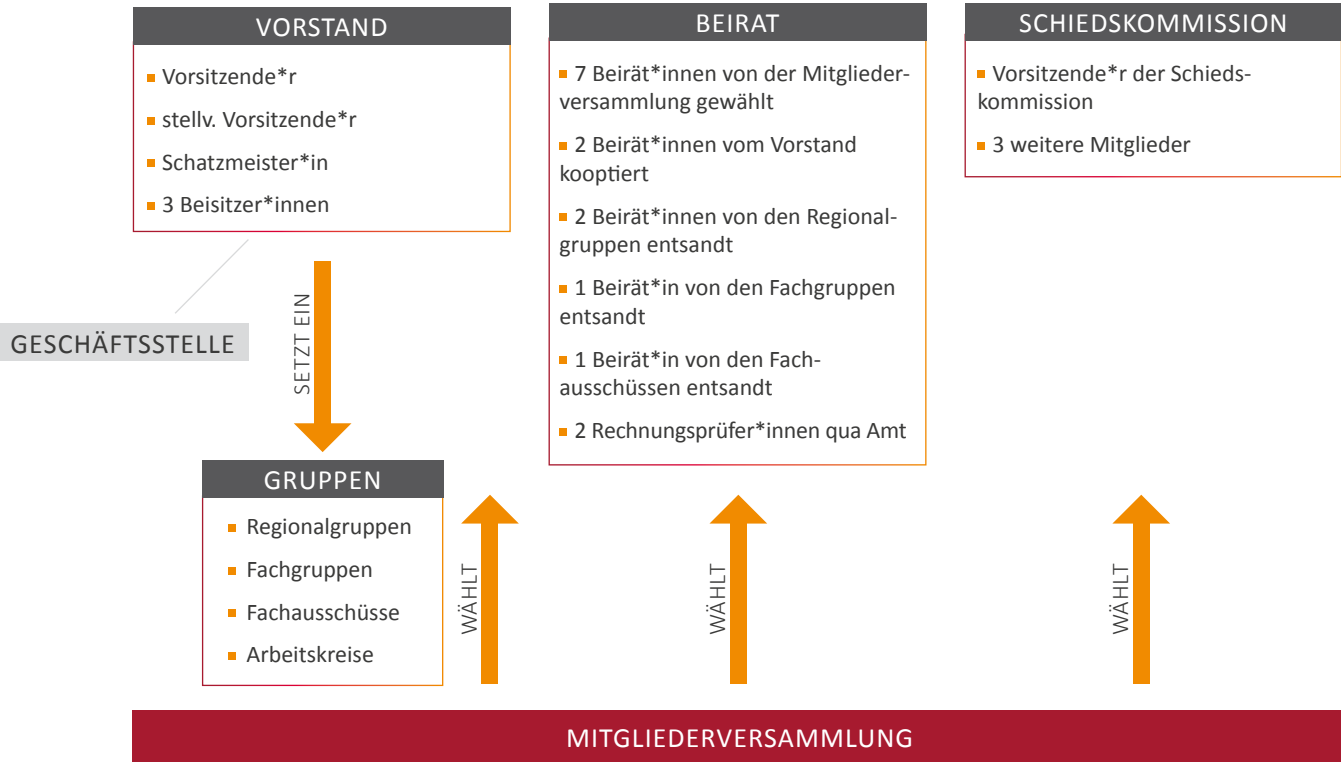 VORSTAND
Vorsitzende*r
stellv. Vorsitzende*r
Schatzmeister*in
3 Beisitzer*innen
GESCHÄFTSSTELLE
SETZT EIN
GRUPPEN
Regionalgruppen
Fachgruppen
Fachausschüsse
Arbeitskreise
WÄHLT
BEIRAT
7 Beirät*innen von der Mitglieder-
versammlung gewählt
2 Beirät*innen vom Vorstand
kooptiert
2 Beirät*innen von den Regional-
gruppen entsandt
1 Beirät*in von den Fachgruppen
entsandt
1 Beirät*in von den Fach-
ausschüssen entsandt
2 Rechnungsprüfer*innen qua Amt
WÄHLT
SCHIEDSKOMMISSION
Vorsitzende*r der Schieds-
kommission
3 weitere Mitglieder
WÄHLT
MITGLIEDERVERSAMMLUNG